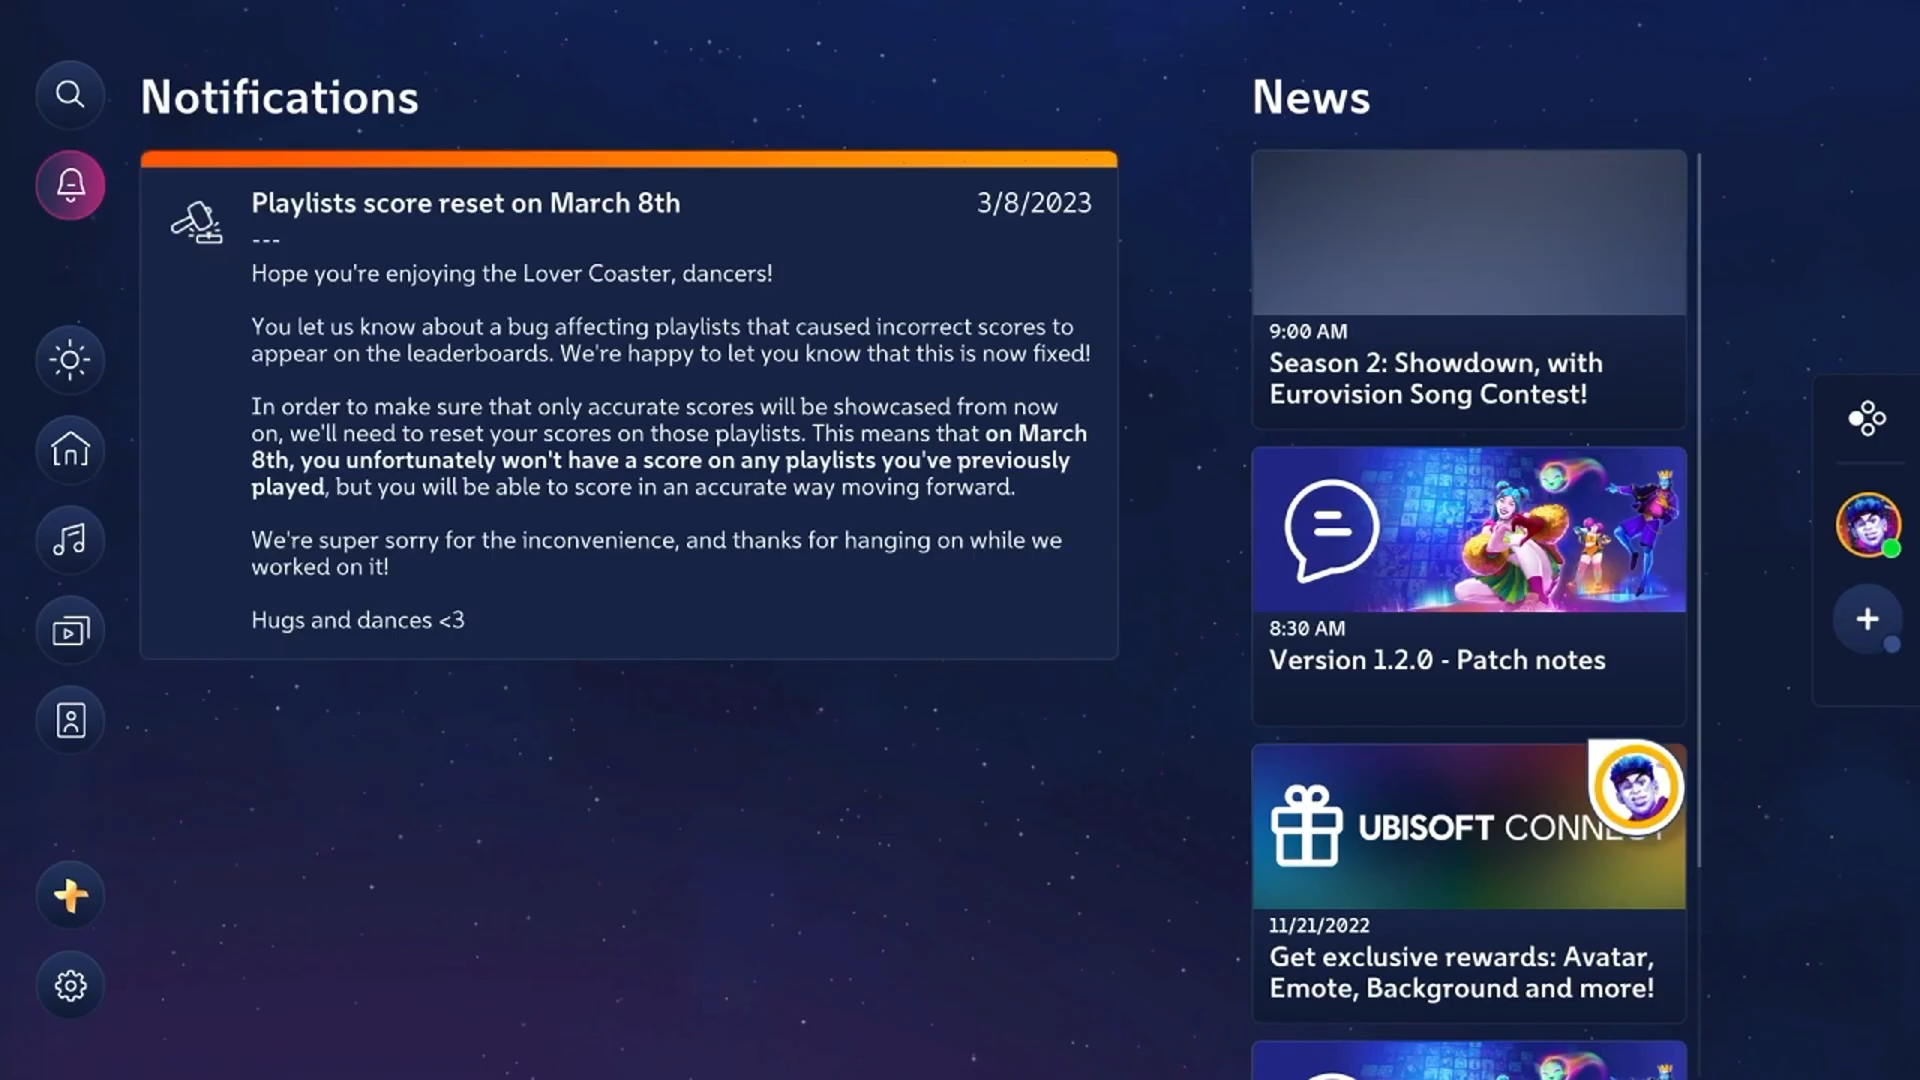 Notifications
Playlists score reset on March 8th
3/8/2023
---
Hope you're enjoying the Lover Coaster, dancers!
You let us know about a bug affecting playlists that caused incorrect scores to
appear on the leaderboards. We're happy to let you know that this is now fixed!
In order to make sure that only accurate scores will be showcased from now
on, we'll need to reset your scores on those playlists. This means that on March
8th, you unfortunately won't have a score on any playlists you've previously
played, but you will be able to score in an accurate way moving forward.
We're super sorry for the inconvenience, and thanks for hanging on while we
worked on it!
Hugs and dances <3
News
9:00 AM
Season 2: Showdown, with
Eurovision Song Contest!
8:30 AM
Version 1.2.0 - Patch notes
UBISOFT CONNECT
11/21/2022
Get exclusive rewards: Avatar,
Emote, Background and more!